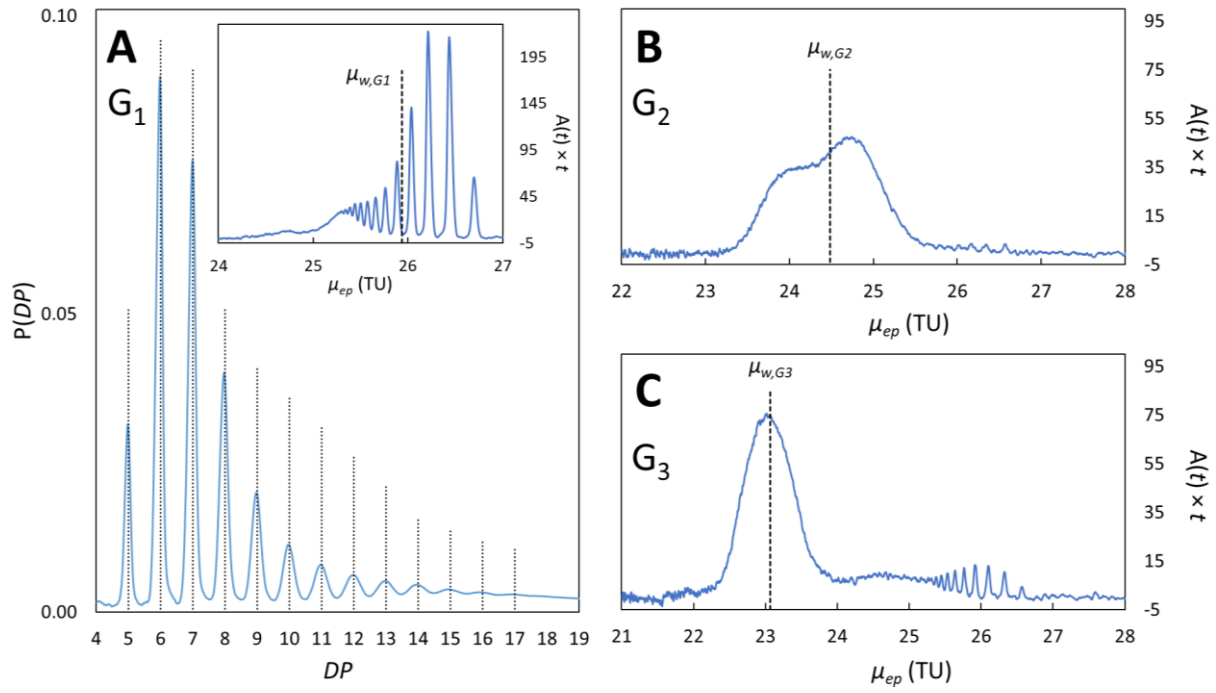 A
G1
P(DP)
0.10
0.05
0.00
4 5 6 7 8 9 10 11 12 13 14 15 16 17 18 19
DP
μw,G1
195
145
95
45
-5
A(t) × t
24 25 26 27
μep (TU)
B
G2
μw,G2
95
75
55
35
15
-5
A(t) × t
22 23 24 25 26 27 28
μep (TU)
C
G3
μw,G3
95
75
55
35
15
-5
A(t) × t
21 22 23 24 25 26 27 28
μep (TU)